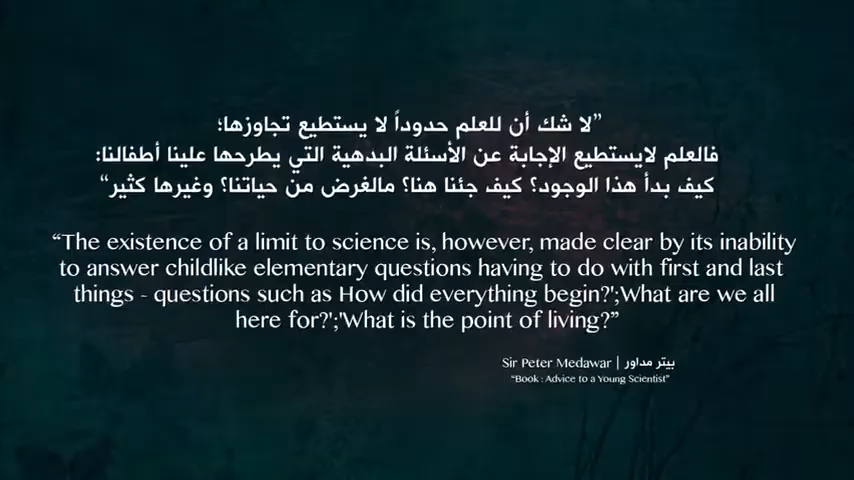 ”لا شك أن للعلم حدوداً لا يستطيع تجاوزها؛
فالعلم لايستطيع الإجابة عن الأسئلة البدهية التي يطرحها علينا أطفالنا:
كيف بدأ هذا الوجود؟ كيف جئنا هنا؟ مالغرض من حياتنا؟ وغيرها كثير“
“The existence of a limit to science is, however, made clear by its inability
to answer childlike elementary questions having to do with first and last
things - questions such as How did everything begin?';What are we all
here for?';'What is the point of living?”
Sir Peter Medawar | بيتر مداور
“Book : Advice to a Young Scientist”